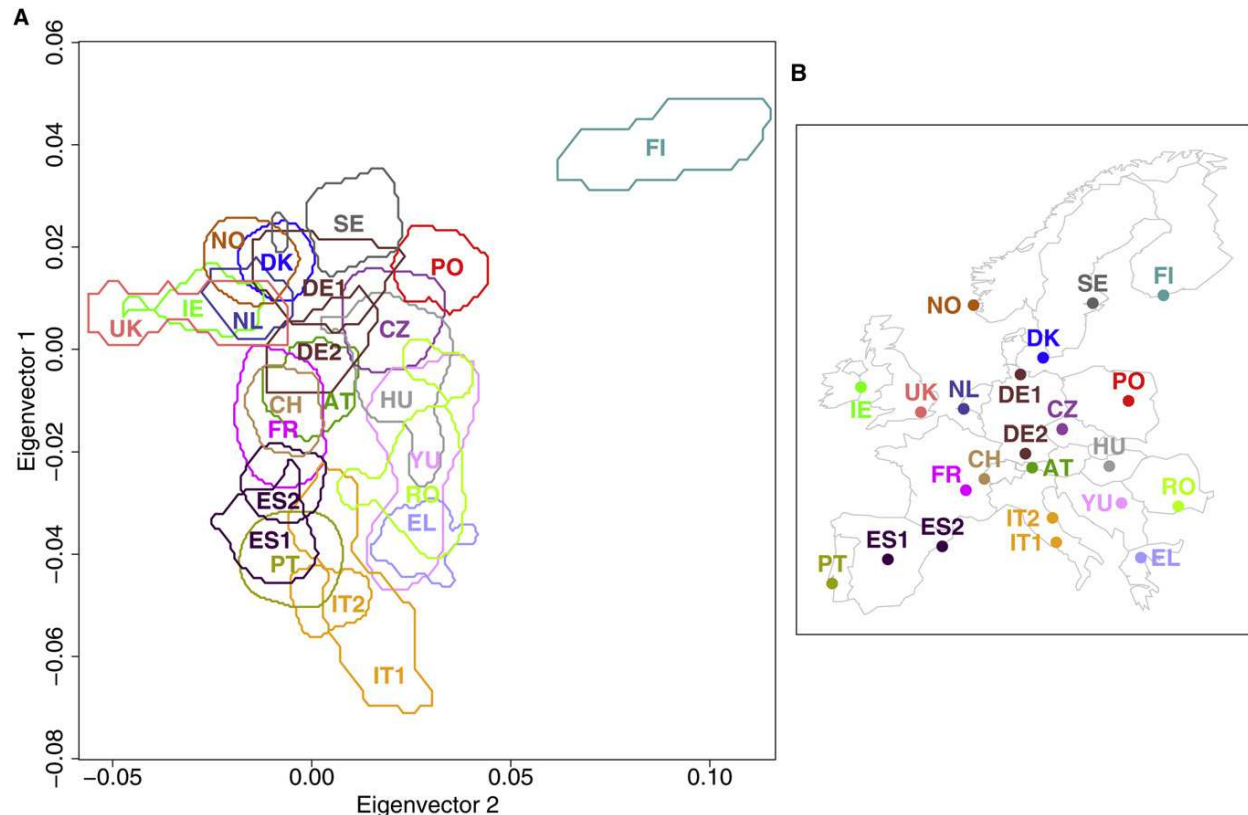 A
0.06
0.04
0.02
0.00
−0.02
−0.04
−0.06
−0.08
Eigenvector 1
FI
SE
NO
DK
PO
DE1
IE
NL
UK
CZ
DE2
CH
AT
HU
FR
YU
ES2
RO
EL
ES1
PT
IT2
IT1
−0.05
0.00
0.05
0.10
Eigenvector 2
B
FI
SE
NO
DK
DE1
PO
UK
NL
IE
CZ
DE2
HU
CH
AT
FR
RO
YU
IT2
ES2
ES1
IT1
PT
EL